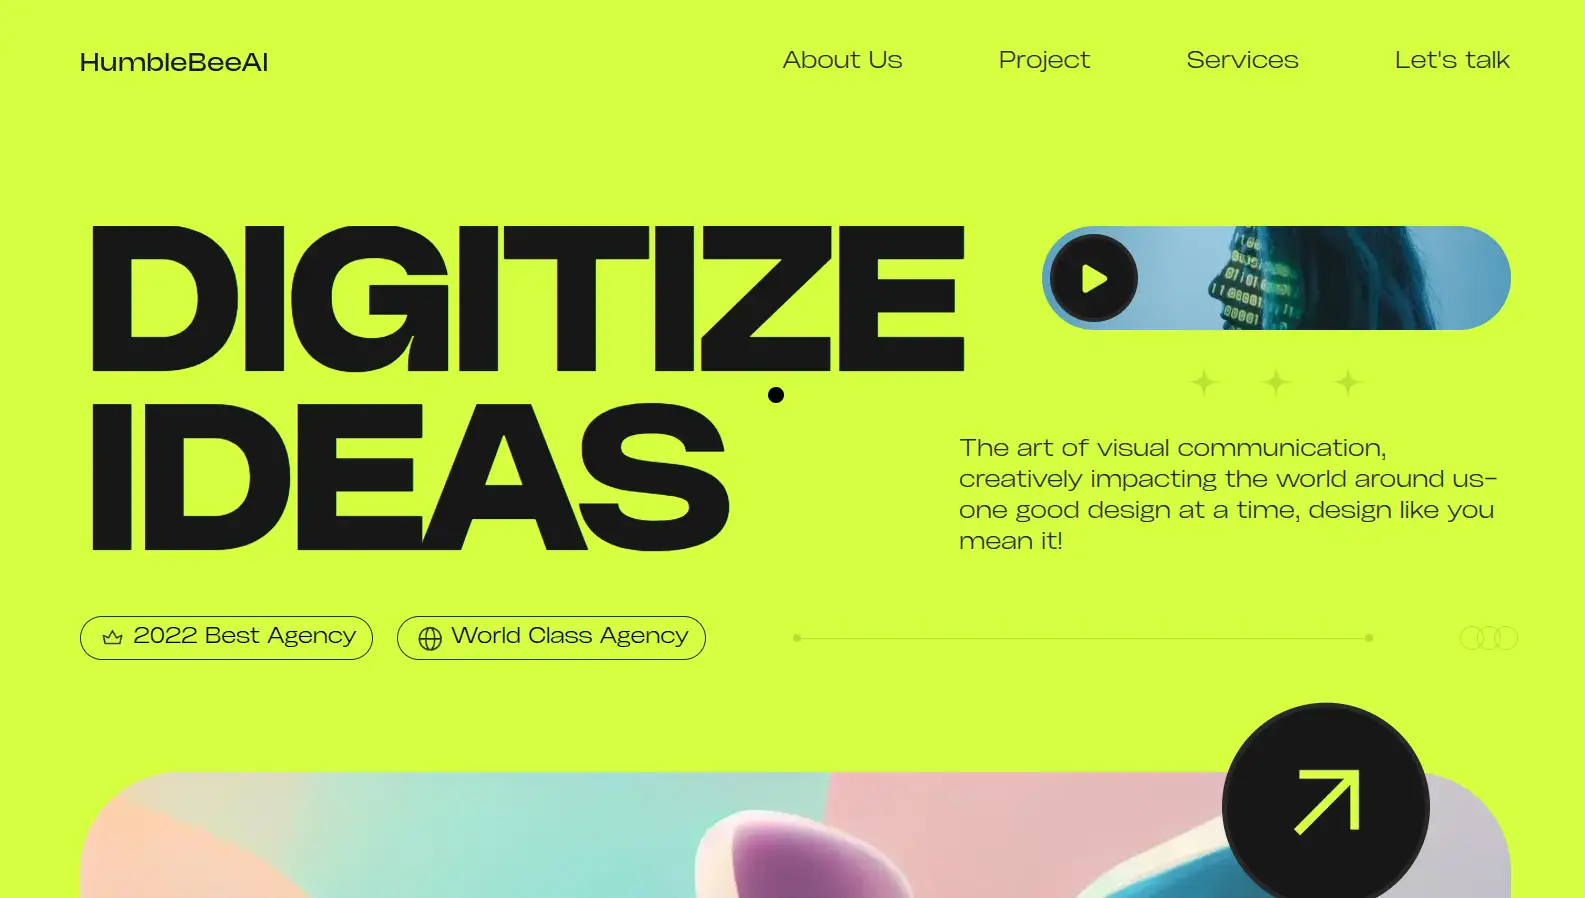 HumbleBeeAI
About Us
Project
Services
Let's talk
DIGITIZE
IDEAS
The art of visual communication,
creatively impacting the world around us-
one good design at a time, design like you
mean it!
2022 Best Agency
World Class Agency